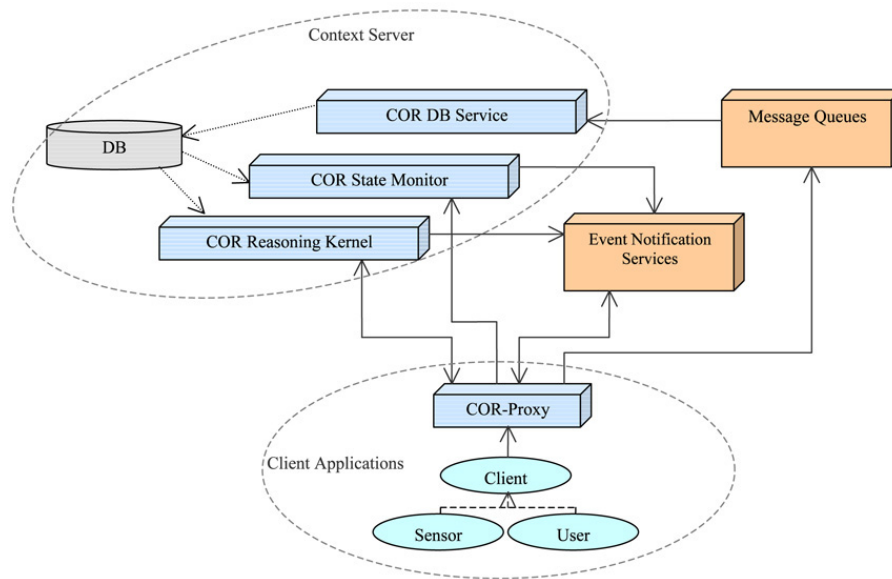 Context Server
COR DB Service
Message Queues
DB
COR State Monitor
COR Reasoning Kernel
Event Notification
Services
COR-Proxy
Client Applications
Client
Sensor
User